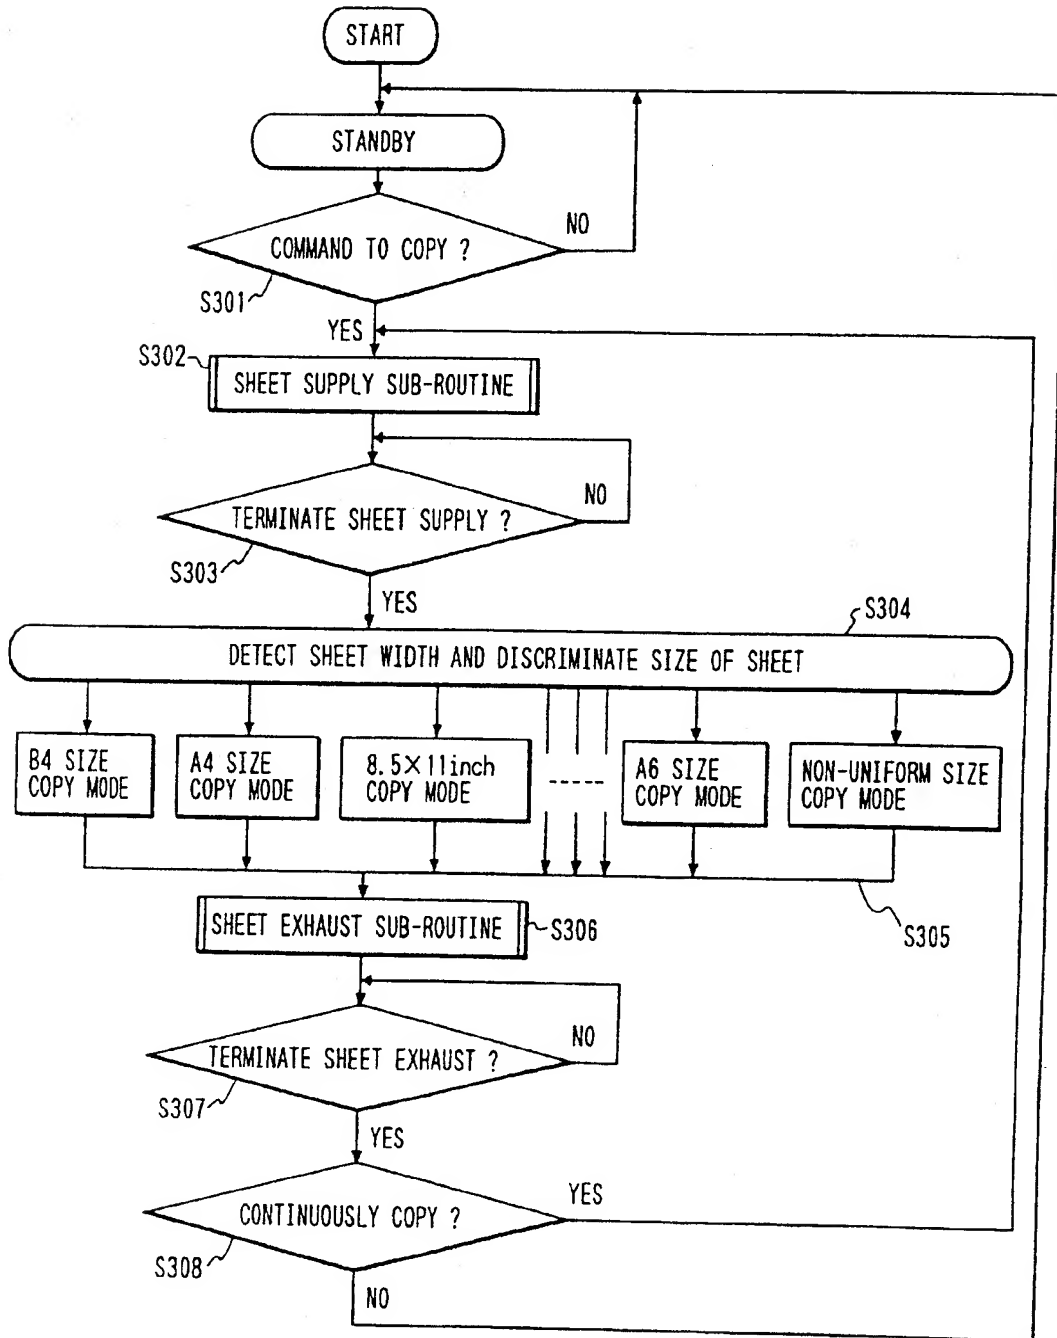 START
STANDBY
COMMAND TO COPY ?
NO
S301
YES
S302
SHEET SUPPLY SUB-ROUTINE
NO
TERMINATE SHEET SUPPLY ?
S303
YES
S304
DETECT SHEET WIDTH AND DISCRIMINATE SIZE OF SHEET
B4 SIZE
COPY MODE
A4 SIZE
COPY MODE
8.5×11inch
COPY MODE
A6 SIZE
COPY MODE
NON-UNIFORM SIZE
COPY MODE
S305
SHEET EXHAUST SUB-ROUTINE
S306
NO
TERMINATE SHEET EXHAUST ?
S307
YES
CONTINUOUSLY COPY ?
YES
S308
NO